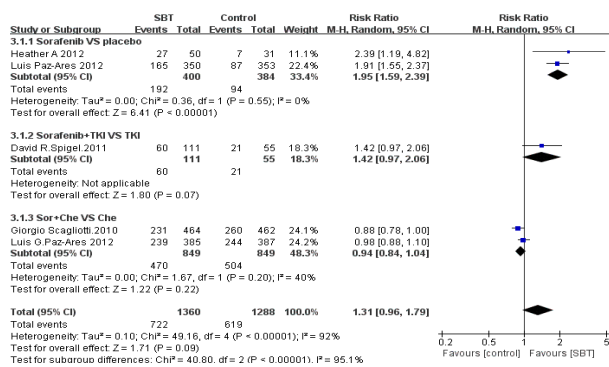 SBT Control Risk Ratio Risk Ratio
Study or Subgroup Events Total Events Total Weight M-H, Random, 95% CI M-H, Random, 95% CI
3.1.1 Sorafenib VS placebo
Heather A 2012 27 50 7 31 11.1% 2.39 [1.19, 4.82]
Luis Paz-Ares 2012 165 350 87 353 22.4% 1.91 [1.55, 2.37]
Subtotal (95% CI) 400 384 33.4% 1.95 [1.59, 2.39]
Total events 192 94
Heterogeneity: Tau² = 0.00; Chi² = 0.36, df = 1 (P = 0.55); I² = 0%
Test for overall effect: Z = 6.41 (P < 0.00001)
3.1.2 Sorafenib+TKI VS TKI
David R.Spigel.2011 60 111 21 55 18.3% 1.42 [0.97, 2.06]
Subtotal (95% CI) 111 55 18.3% 1.42 [0.97, 2.06]
Total events 60 21
Heterogeneity: Not applicable
Test for overall effect: Z = 1.80 (P = 0.07)
3.1.3 Sor+Che VS Che
Giorgio Scagliotti.2010 231 464 260 462 24.1% 0.88 [0.78, 1.00]
Luis G.Paz-Ares 2012 239 385 244 387 24.2% 0.98 [0.88, 1.10]
Subtotal (95% CI) 849 849 48.3% 0.94 [0.84, 1.04]
Total events 470 504
Heterogeneity: Tau² = 0.00; Chi² = 1.67, df = 1 (P = 0.20); I² = 40%
Test for overall effect: Z = 1.22 (P = 0.22)
Total (95% CI) 1360 1288 100.0% 1.31 [0.96, 1.79]
Total events 722 619
Heterogeneity: Tau² = 0.10; Chi² = 49.16, df = 4 (P < 0.00001); I² = 92%
Test for overall effect: Z = 1.71 (P = 0.09)
Test for subgroup differences: Chi² = 40.80, df = 2 (P < 0.00001), I² = 95.1%
0.2 0.5 1 2 5
Favours [control] Favours [SBT]